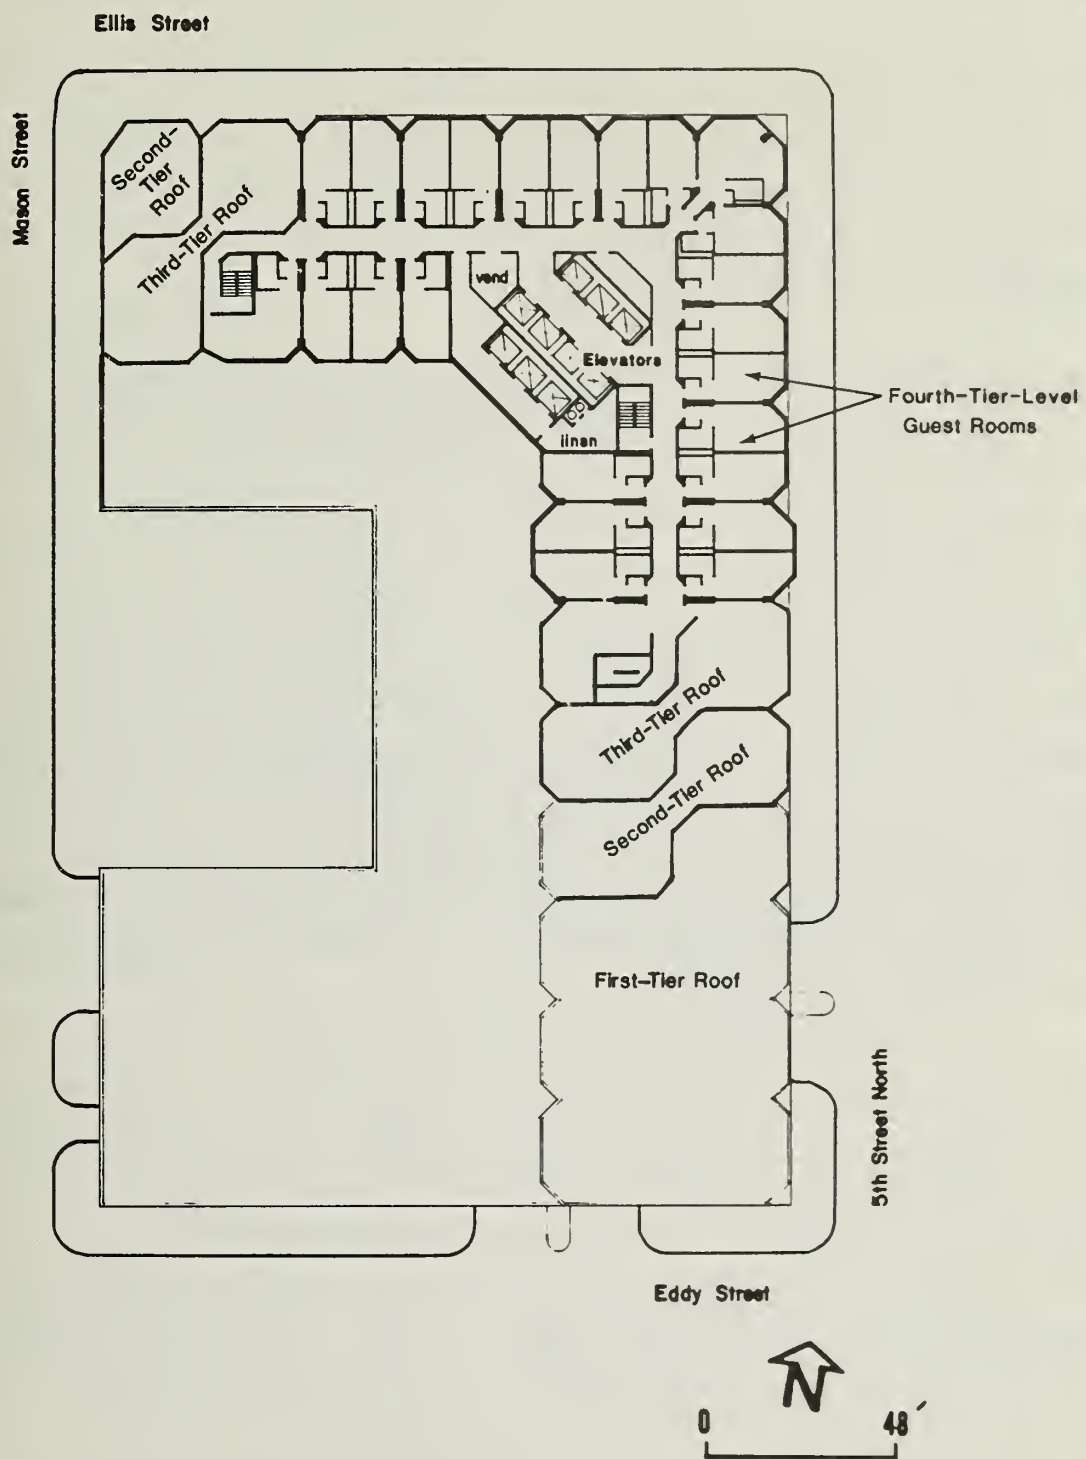 Ellis Street
Mason Street
Second-
Tier
Roof
Third-Tier Roof
vend
Elevators
linen
Fourth-Tier-Level
Guest Rooms
Third-Tier Roof
Second-Tier Roof
First-Tier Roof
5th Street North
Eddy Street
N
0 48′